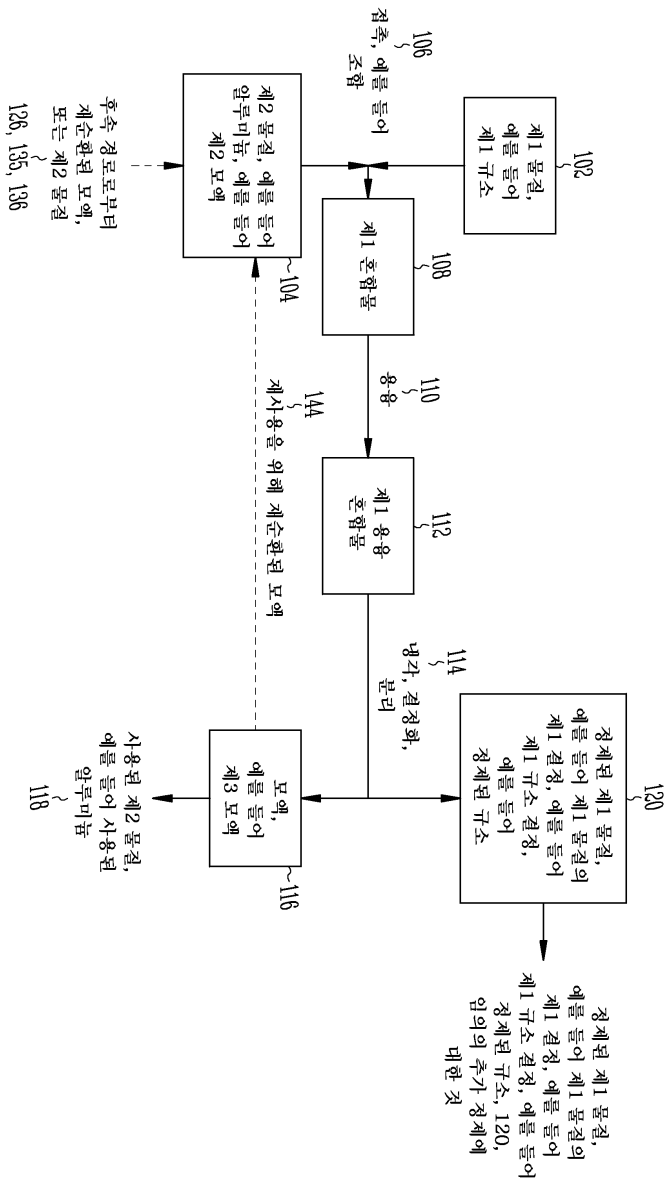 102
제1 물질,
예를 들어
제1 규소
106
접촉, 예를 들어
조합
104
제2 물질, 예를 들어
알루미늄, 예를 들어
제2 모액
후속 경로로부터
재순환된 모액,
또는 제2 물질
126, 135, 136
108
제1 혼합물
110
용융
112
제1 용융
혼합물
144
재사용을 위해 재순환된 모액
114
냉각, 결정화,
분리
120
정제된 제1 물질,
예를 들어 제1 물질의
제1 결정, 예를 들어
제1 규소 결정,
예를 들어
정제된 규소
116
모액,
예를 들어
제3 모액
사용된 제2 물질,
예를 들어 사용된
알루미늄
118
정제된 제1 물질,
예를 들어 제1 물질의
제1 결정, 예를 들어
제1 규소 결정, 예를 들어
정제된 규소, 120,
임의의 추가 정제에
대한 것